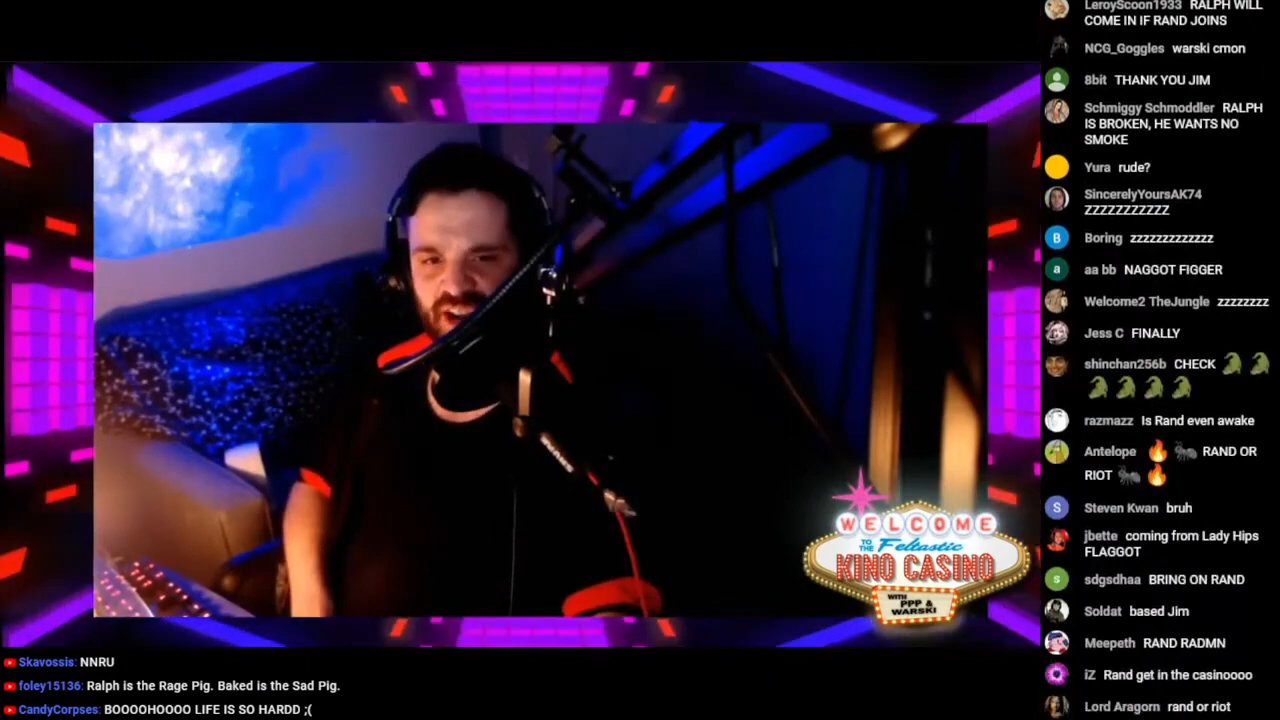 LeroyScoon1933 RALPH WILL
COME IN IF RAND JOINS
NCG_Goggles warski cmon
8bit THANK YOU JIM
Schmiggy Schmoddler RALPH
IS BROKEN, HE WANTS NO
SMOKE
Yura rude?
SincerelyYoursAK74
ZZZZZZZZZZZ
B
Boring zzzzzzzzzzzzz
a
aa bb NAGGOT FIGGER
Welcome2 TheJungle zzzzzzzz
Jess C FINALLY
shinchan256b CHECK
razmazz Is Rand even awake
Antelope RAND OR
RIOT
S
Steven Kwan bruh
jbette coming from Lady Hips
FLAGGOT
s
sdgsdhaa BRING ON RAND
Soldat based Jim
Meepeth RAND RADMN
iZ Rand get in the casinoooo
Lord Aragorn rand or riot
WELCOME
TO THE Feltastic
KINO CASINO
WITH
PPP &
WARSKI
Skavossis: NNRU
foley15136: Ralph is the Rage Pig. Baked is the Sad Pig.
CandyCorpses: BOOOOHOOOO LIFE IS SO HARDD ;(